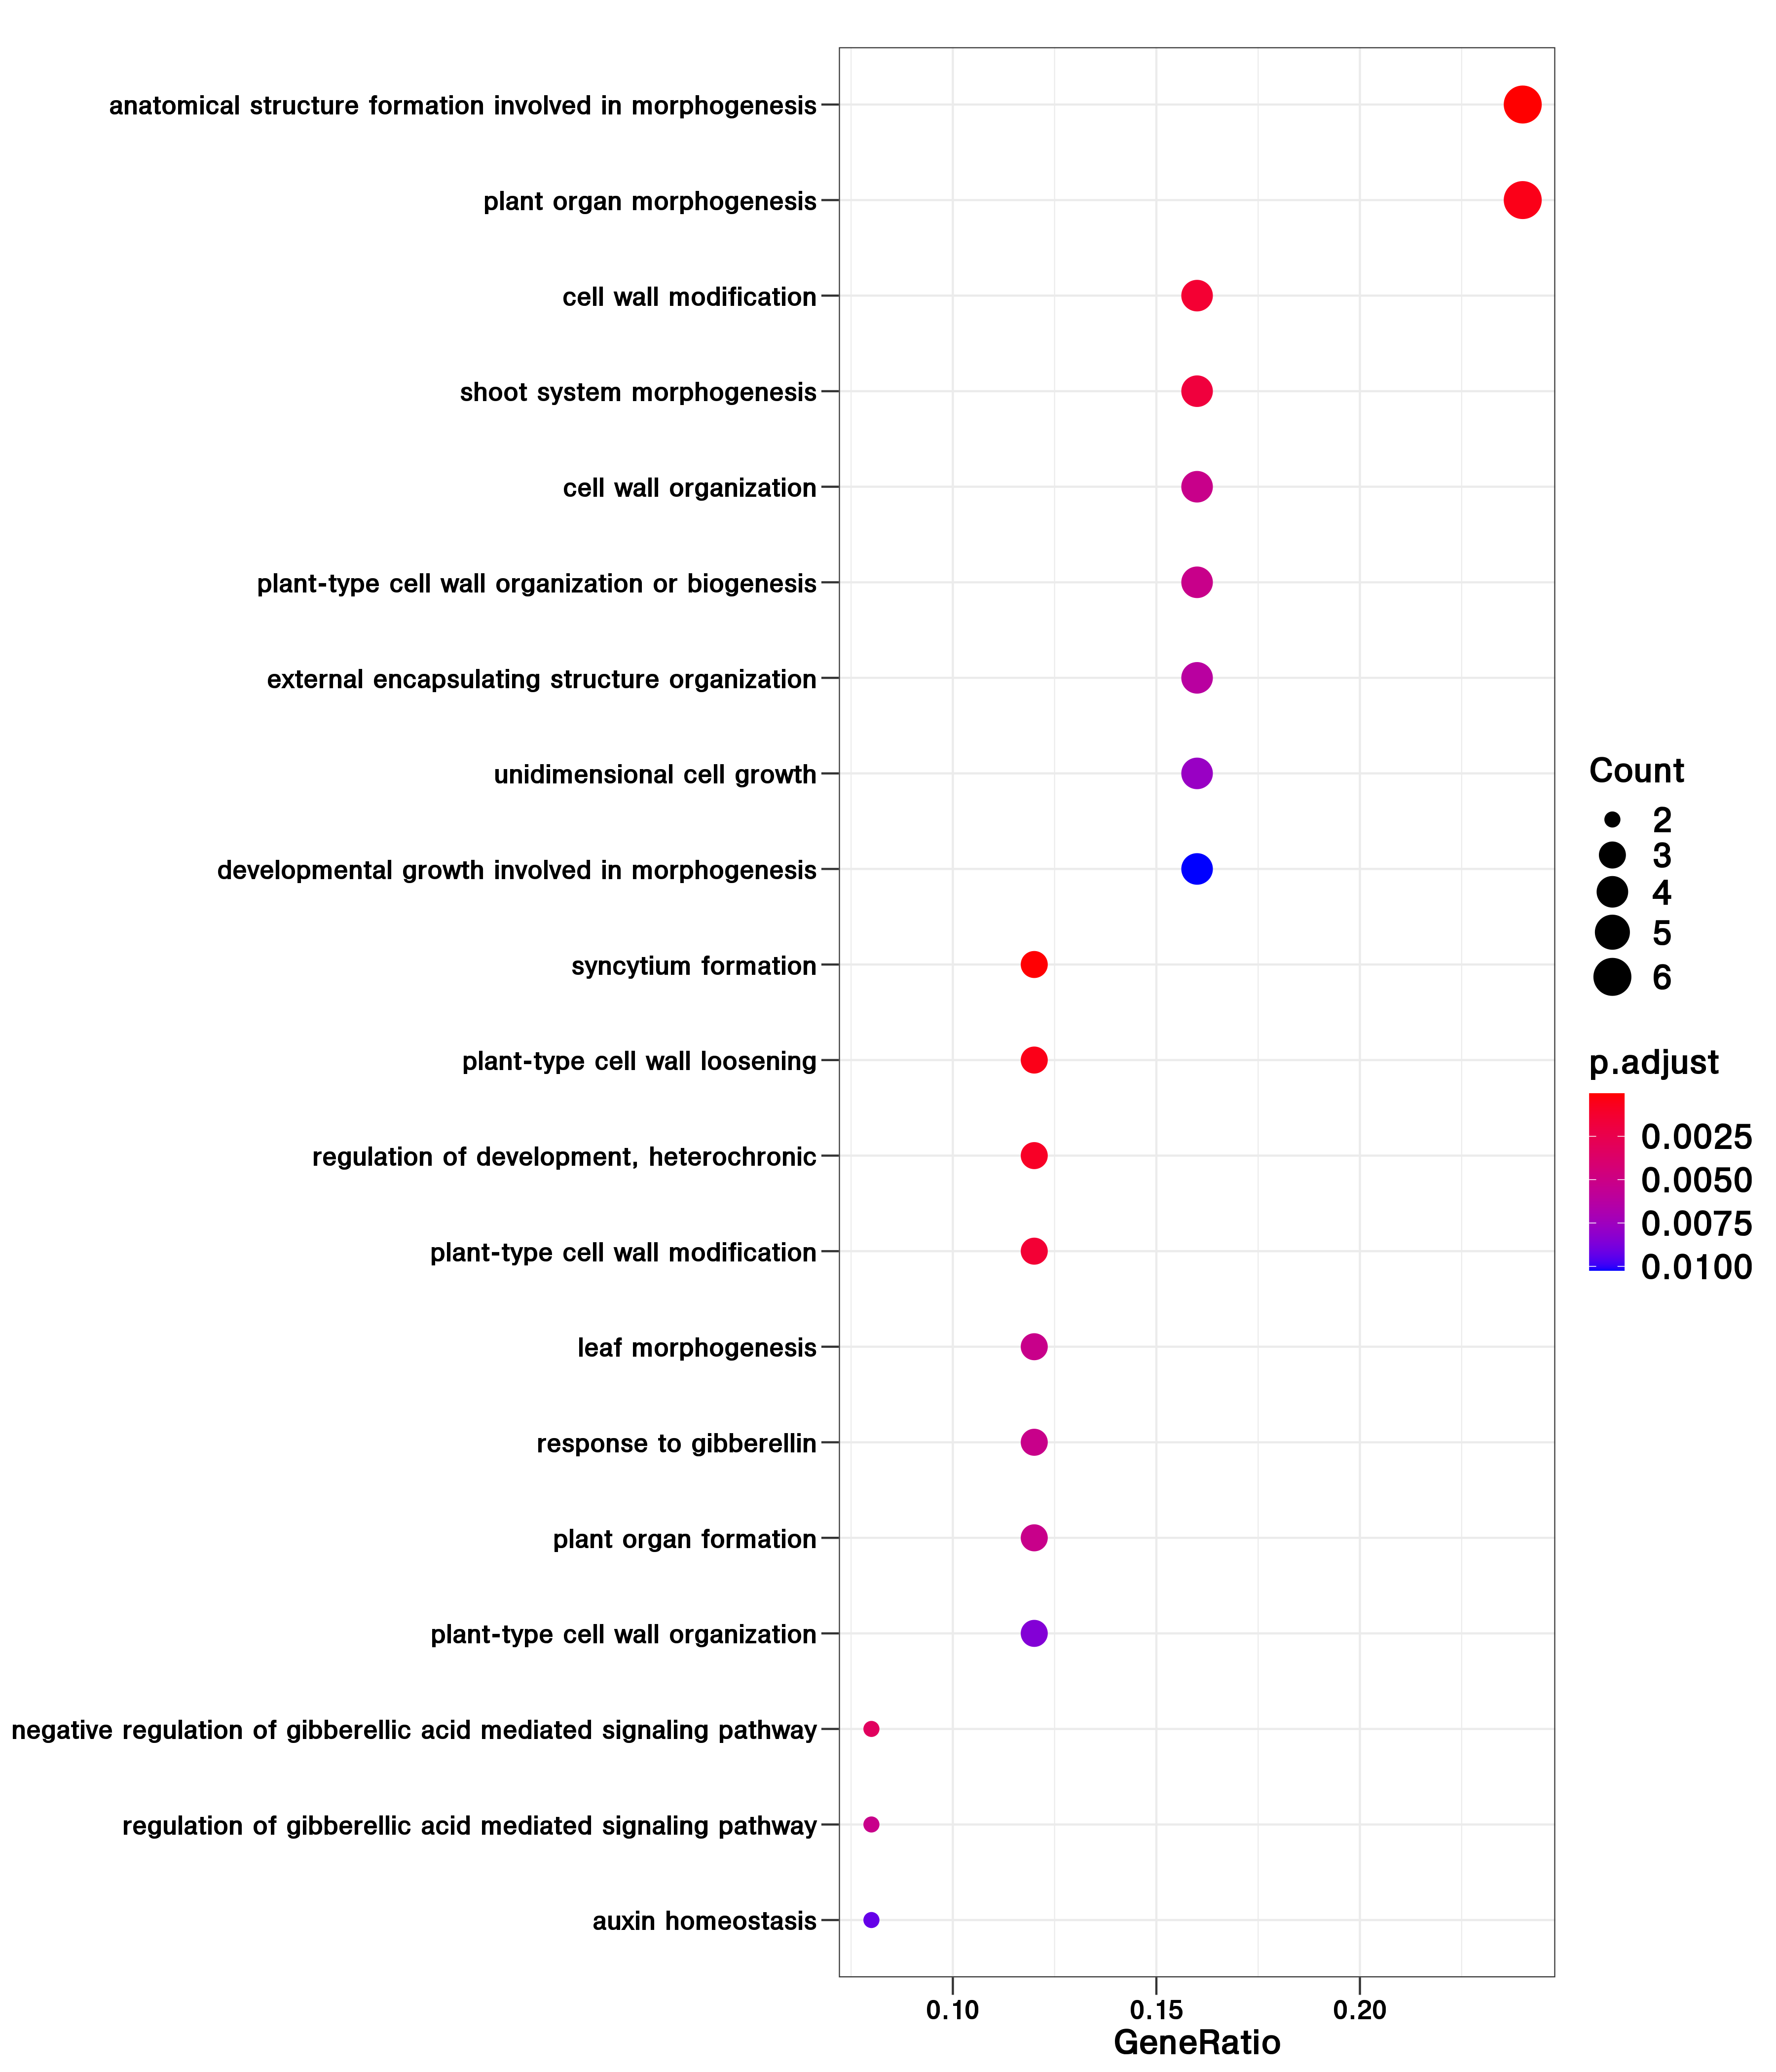 anatomical structure formation involved in morphogenesis
plant organ morphogenesis
cell wall modification
shoot system morphogenesis
cell wall organization
plant-type cell wall organization or biogenesis
external encapsulating structure organization
unidimensional cell growth
developmental growth involved in morphogenesis
syncytium formation
plant-type cell wall loosening
regulation of development, heterochronic
plant-type cell wall modification
leaf morphogenesis
response to gibberellin
plant organ formation
plant-type cell wall organization
negative regulation of gibberellic acid mediated signaling pathway
regulation of gibberellic acid mediated signaling pathway
auxin homeostasis
0.10 0.15 0.20
GeneRatio
Count
2
3
4
5
6
p.adjust
0.0025
0.0050
0.0075
0.0100